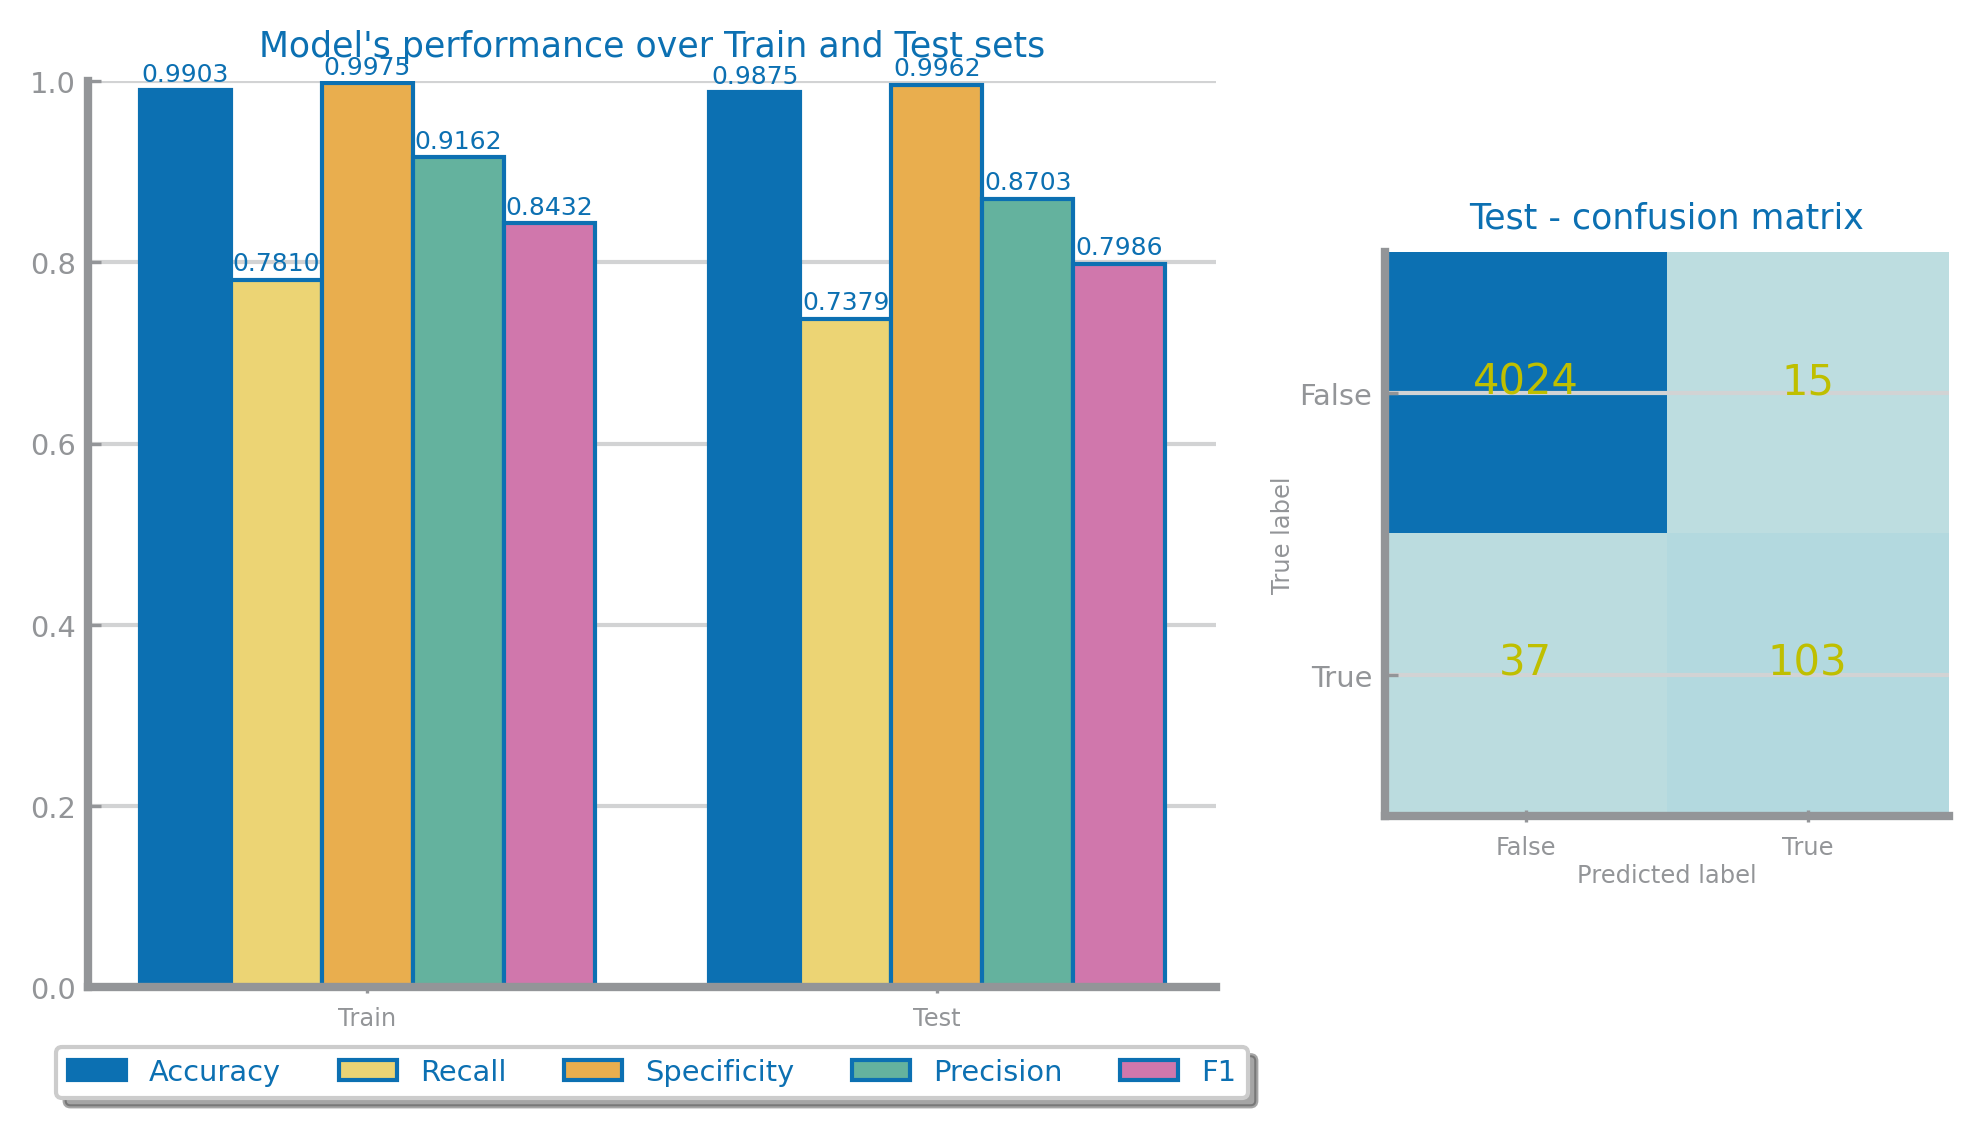 Model's performance over Train and Test sets
0.9903
0.7810
0.9975
0.9162
0.8432
0.9875
0.7379
0.9962
0.8703
0.7986
1.0
0.8
0.6
0.4
0.2
0.0
Train
Test
Accuracy Recall Specificity Precision F1
Test - confusion matrix
True label
False
True
4024 15
37 103
False True
Predicted label